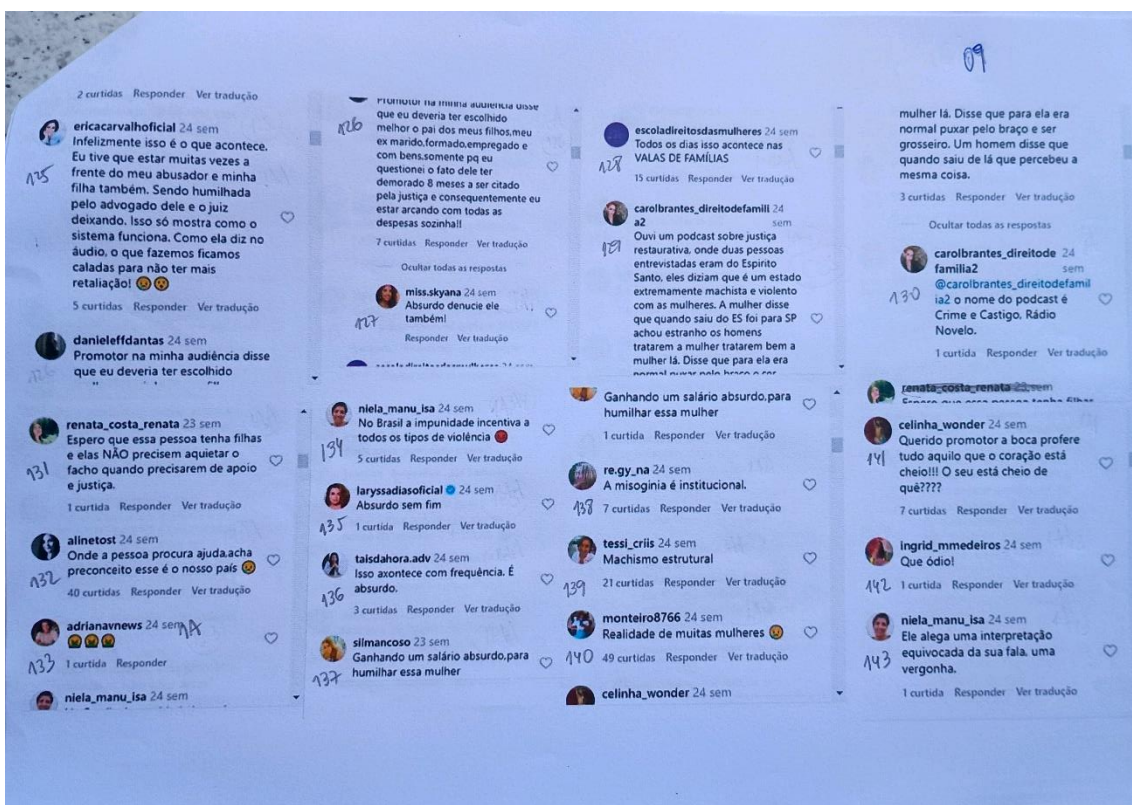 09
2 curtidas Responder Ver tradução
ericacarvalhoficial 24 sem
125
Infelizmente isso é o que acontece.
Eu tive que estar muitas vezes a
frente do meu abusador e minha
filha também. Sendo humilhada
pelo advogado dele e o juiz
deixando. Isso só mostra como o
sistema funciona. Como ela diz no
áudio, o que fazemos ficamos
caladas para não ter mais
retaliação! 😢😮
5 curtidas Responder Ver tradução
danieleffdantas 24 sem
Promotor na minha audiência disse
que eu deveria ter escolhido
126
Promotor na minha audiência disse
que eu deveria ter escolhido
melhor o pai dos meus filhos,meu
ex marido,formado,empregado e
com bens,somente pq eu
questionei o fato dele ter
demorado 8 meses a ser citado
pela justiça e consequentemente eu
estar arcando com todas as
despesas sozinha!!
7 curtidas Responder Ver tradução
Ocultar todas as respostas
miss.skyana 24 sem
127
Absurdo denucie ele
também!
Responder Ver tradução
escoladireitosdasmulheres 24 sem
128
Todos os dias isso acontece nas
VALAS DE FAMÍLIAS
15 curtidas Responder Ver tradução
carolbrantes_direitodefamili 24
a2 sem
129
Ouvi um podcast sobre justiça
restaurativa, onde duas pessoas
entrevistadas eram do Espirito
Santo, eles diziam que é um estado
extremamente machista e violento
com as mulheres. A mulher disse
que quando saiu do ES foi para SP
achou estranho os homens
tratarem a mulher tratarem bem a
mulher lá. Disse que para ela era
normal puxar pelo braço e ser
mulher lá. Disse que para ela era
normal puxar pelo braço e ser
grosseiro. Um homem disse que
quando saiu de lá que percebeu a
mesma coisa.
3 curtidas Responder Ver tradução
Ocultar todas as respostas
carolbrantes_direitode 24
familia2 sem
130
@carolbrantes_direitodefamil
ia2 o nome do podcast é
Crime e Castigo, Rádio
Novelo.
1 curtida Responder Ver tradução
renata_costa_renata 23 sem
131
Espero que essa pessoa tenha filhas
e elas NÃO precisem aquietar o
facho quando precisarem de apoio
e justiça.
1 curtida Responder Ver tradução
alinetost 24 sem
132
Onde a pessoa procura ajuda,acha
preconceito esse é o nosso país 😢
40 curtidas Responder Ver tradução
adrianavnews 24 sem
133
🤮🤮🤮
1 curtida Responder
niela_manu_isa 24 sem
niela_manu_isa 24 sem
134
No Brasil a impunidade incentiva a
todos os tipos de violência 😡
5 curtidas Responder Ver tradução
laryssadiasoficial 24 sem
135
Absurdo sem fim
1 curtida Responder Ver tradução
taisdahora.adv 24 sem
136
Isso axontece com frequência. É
absurdo.
3 curtidas Responder Ver tradução
silmancoso 23 sem
137
Ganhando um salário absurdo,para
humilhar essa mulher
Ganhando um salário absurdo,para
humilhar essa mulher
1 curtida Responder Ver tradução
re.gy_na 24 sem
138
A misoginia é institucional.
7 curtidas Responder Ver tradução
tessi_criis 24 sem
139
Machismo estrutural
21 curtidas Responder Ver tradução
monteiro8766 24 sem
140
Realidade de muitas mulheres 😢
49 curtidas Responder Ver tradução
celinha_wonder 24 sem
renata_costa_renata 23 sem
celinha_wonder 24 sem
141
Querido promotor a boca profere
tudo aquilo que o coração está
cheio!!! O seu está cheio de
quê????
7 curtidas Responder Ver tradução
ingrid_mmedeiros 24 sem
142
Que ódio!
1 curtida Responder Ver tradução
niela_manu_isa 24 sem
143
Ele alega uma interpretação
equivocada da sua fala, uma
vergonha.
1 curtida Responder Ver tradução